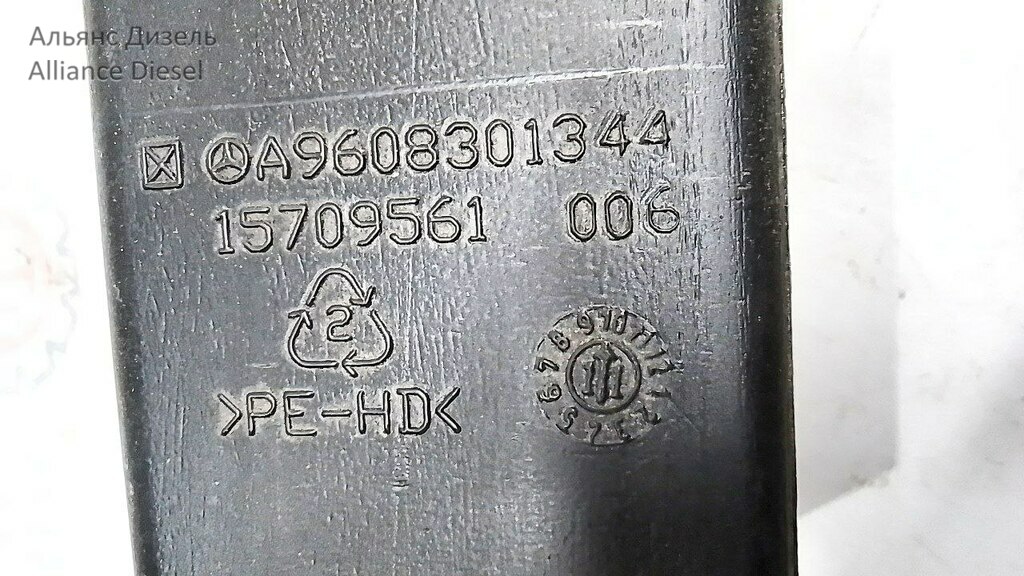 Альянс Дизель
Alliance Diesel
A9608301344
15709561 006
2
>PE-HD<